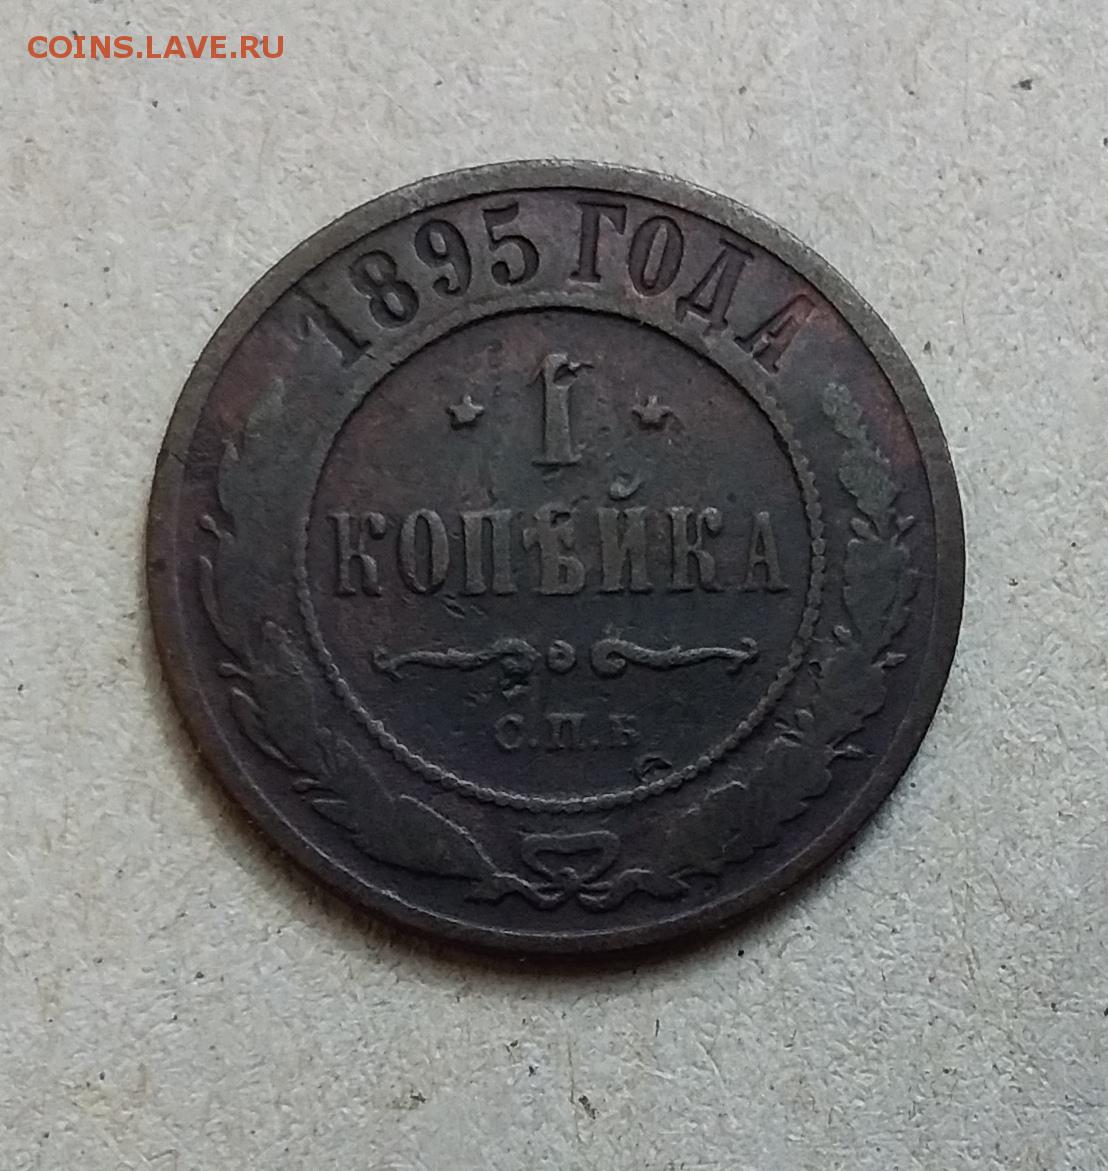 COINS.LAVE.RU
1895 ГОДА
1
КОПѢЙКА
С.П.Б